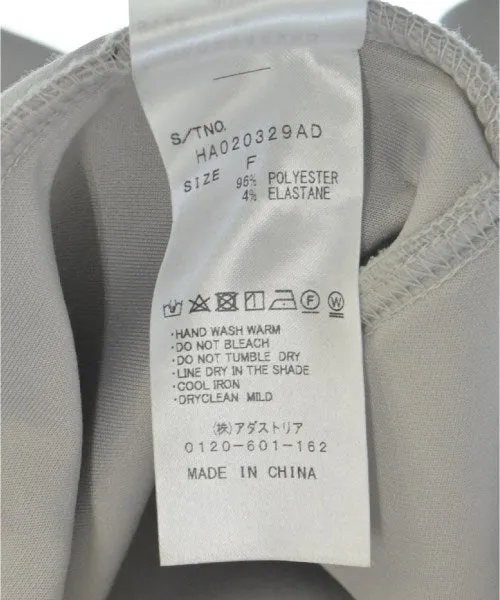 S/TNO.
HA020329AD
SIZE F
96% POLYESTER
4% ELASTANE
F W
・HAND WASH WARM
・DO NOT BLEACH
・DO NOT TUMBLE DRY
・LINE DRY IN THE SHADE
・COOL IRON
・DRYCLEAN MILD
(株)アダストリア
0120-601-162
MADE IN CHINA